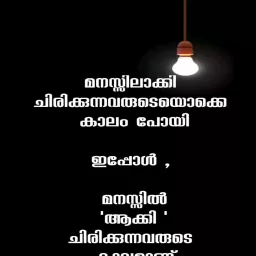 മനസ്സിലാക്കി
ചിരിക്കുന്നവരുടെയൊക്കെ
കാലം പോയി
ഇപ്പോൾ ,
മനസ്സിൽ
'ആക്കി '
ചിരിക്കുന്നവരുടെ